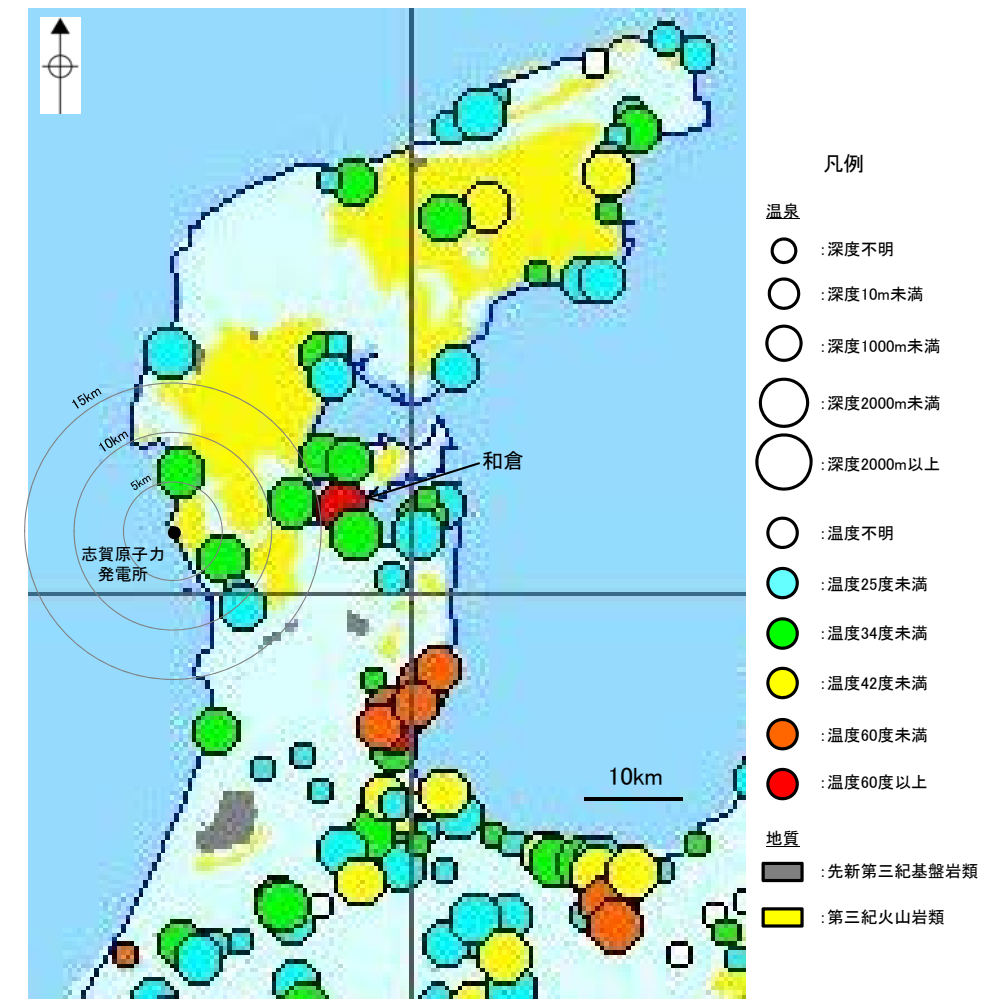 15km
10km
5km
志賀原子力
発電所
和倉
10km
凡例
温泉
:深度不明
:深度10m未満
:深度1000m未満
:深度2000m未満
:深度2000m以上
:温度不明
:温度25度未満
:温度34度未満
:温度42度未満
:温度60度未満
:温度60度以上
地質
:先新第三紀基盤岩類
:第三紀火山岩類